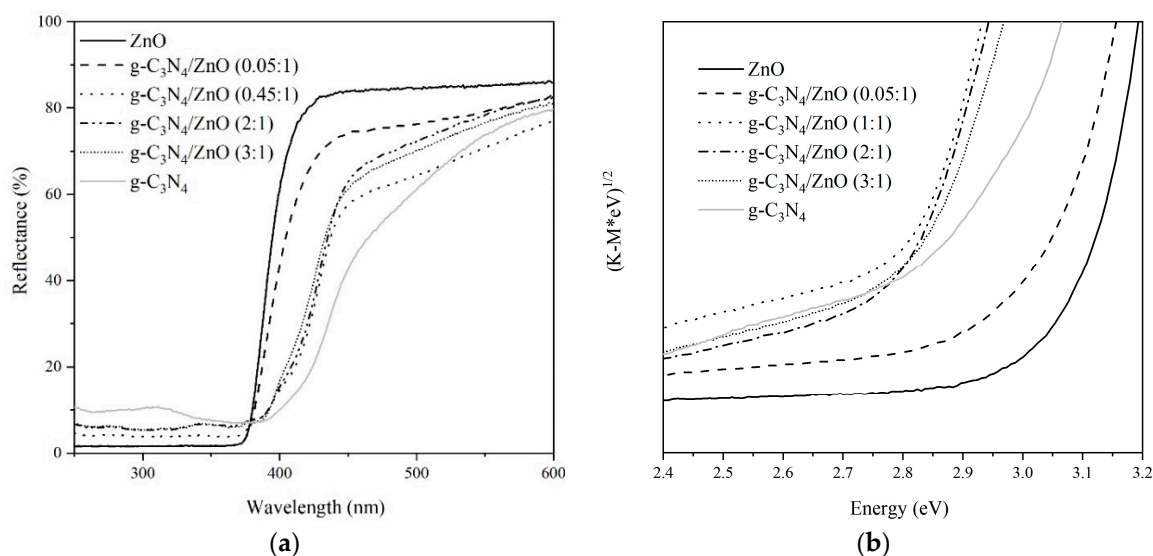 100
80
60
40
20
0
Reflectance (%)
ZnO
g-C₃N₄/ZnO (0.05:1)
g-C₃N₄/ZnO (0.45:1)
g-C₃N₄/ZnO (2:1)
g-C₃N₄/ZnO (3:1)
g-C₃N₄
300 400 500 600
Wavelength (nm)
(a)
(K-M*eV)¹/²
ZnO
g-C₃N₄/ZnO (0.05:1)
g-C₃N₄/ZnO (1:1)
g-C₃N₄/ZnO (2:1)
g-C₃N₄/ZnO (3:1)
g-C₃N₄
2.4 2.5 2.6 2.7 2.8 2.9 3.0 3.1 3.2
Energy (eV)
(b)